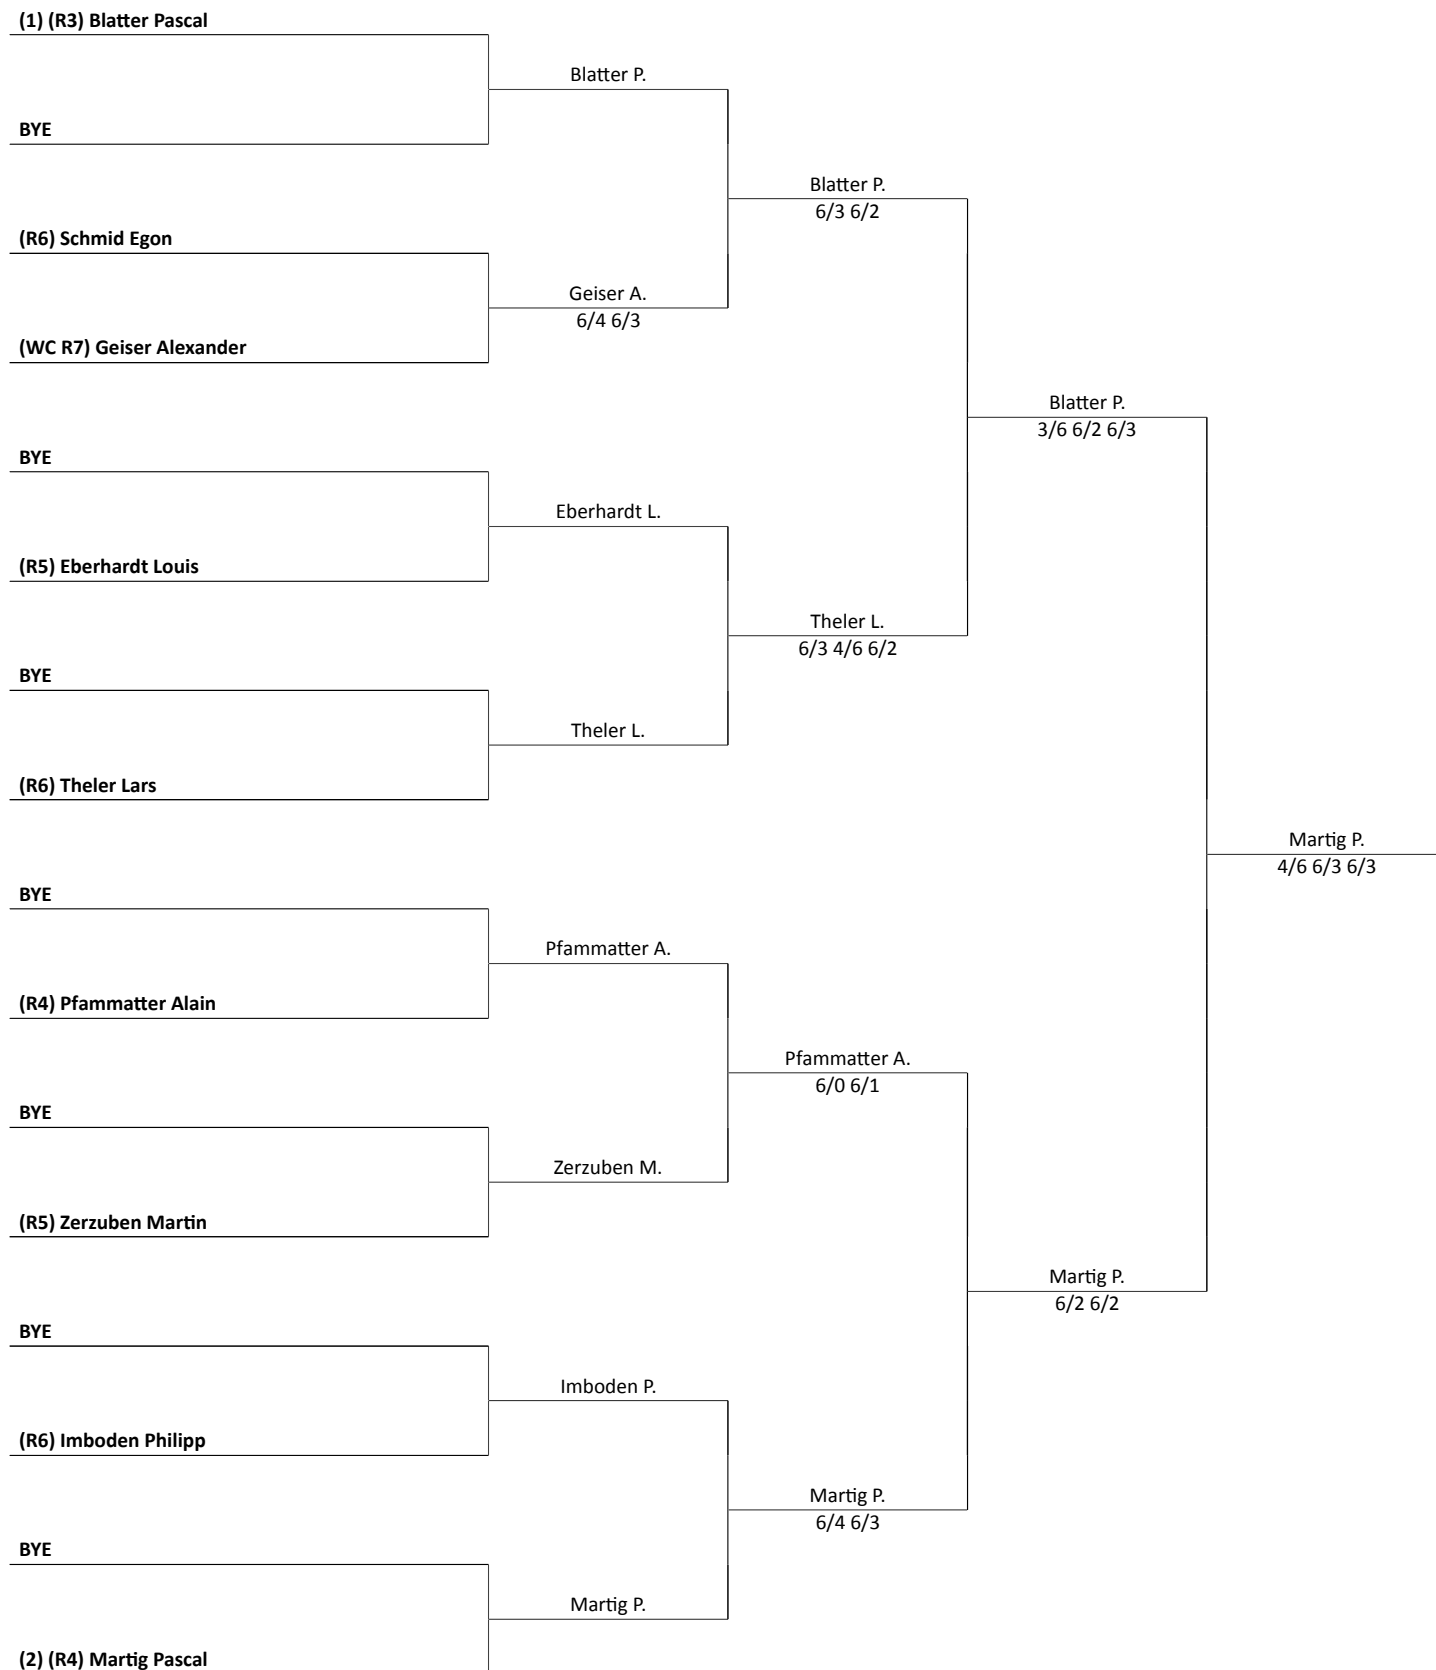 (1) (R3) Blatter Pascal
Blatter P.
BYE
Blatter P.
6/3 6/2
(R6) Schmid Egon
Geiser A.
6/4 6/3
(WC R7) Geiser Alexander
Blatter P.
3/6 6/2 6/3
BYE
Eberhardt L.
(R5) Eberhardt Louis
Theler L.
6/3 4/6 6/2
BYE
Theler L.
(R6) Theler Lars
Martig P.
4/6 6/3 6/3
BYE
Pfammatter A.
(R4) Pfammatter Alain
Pfammatter A.
6/0 6/1
BYE
Zerzuben M.
(R5) Zerzuben Martin
Martig P.
6/2 6/2
BYE
Imboden P.
(R6) Imboden Philipp
Martig P.
6/4 6/3
BYE
Martig P.
(2) (R4) Martig Pascal